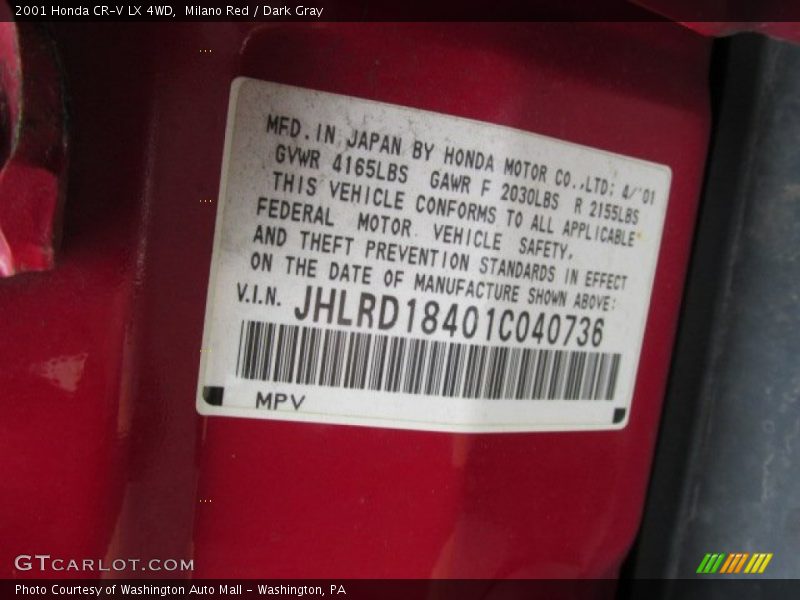 2001 Honda CR-V LX 4WD,  Milano Red / Dark Gray
MFD. IN JAPAN BY HONDA MOTOR CO.,LTD; 4/'01
GVWR 4165LBS GAWR F 2030LBS R 2155LBS
THIS VEHICLE CONFORMS TO ALL APPLICABLE
FEDERAL MOTOR VEHICLE SAFETY,
AND THEFT PREVENTION STANDARDS IN EFFECT
ON THE DATE OF MANUFACTURE SHOWN ABOVE:
V.I.N. JHLRD18401C040736
MPV
GTCARLOT.COM
Photo Courtesy of Washington Auto Mall - Washington, PA